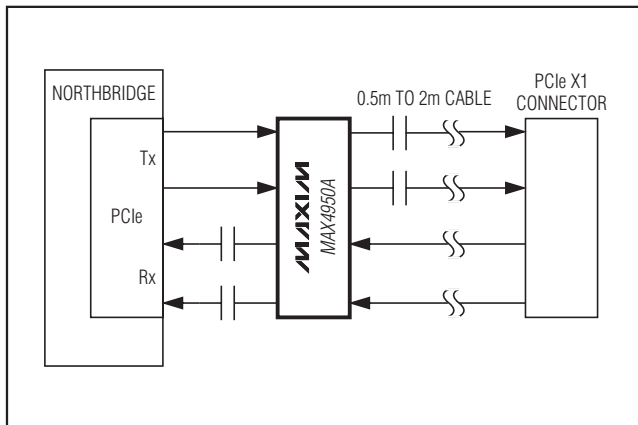 NORTHBRIDGE
Tx
PCIe
Rx
MAXIM
MAX4950A
0.5m TO 2m CABLE
PCIe X1
CONNECTOR